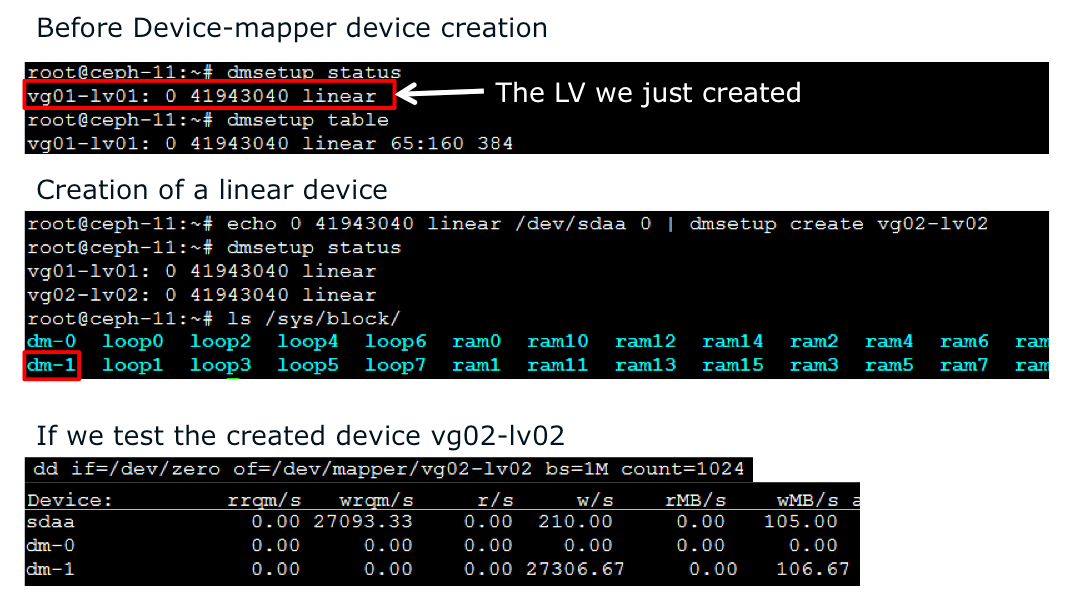 Before Device-mapper device creation
root@ceph-11:~# dmsetup status
vg01-lv01: 0 41943040 linear
The LV we just created
root@ceph-11:~# dmsetup table
vg01-lv01: 0 41943040 linear 65:160 384
Creation of a linear device
root@ceph-11:~# echo 0 41943040 linear /dev/sdaa 0 | dmsetup create vg02-lv02
root@ceph-11:~# dmsetup status
vg01-lv01: 0 41943040 linear
vg02-lv02: 0 41943040 linear
root@ceph-11:~# ls /sys/block/
dm-0 loop0 loop2 loop4 loop6 ram0 ram10 ram12 ram14 ram2 ram4 ram6 ram
dm-1 loop1 loop3 loop5 loop7 ram1 ram11 ram13 ram15 ram3 ram5 ram7 ram
If we test the created device vg02-lv02
dd if=/dev/zero of=/dev/mapper/vg02-lv02 bs=1M count=1024
Device: rrqm/s wrqm/s r/s w/s rMB/s wMB/s a
sdaa 0.00 27093.33 0.00 210.00 0.00 105.00
dm-0 0.00 0.00 0.00 0.00 0.00 0.00
dm-1 0.00 0.00 0.00 27306.67 0.00 106.67